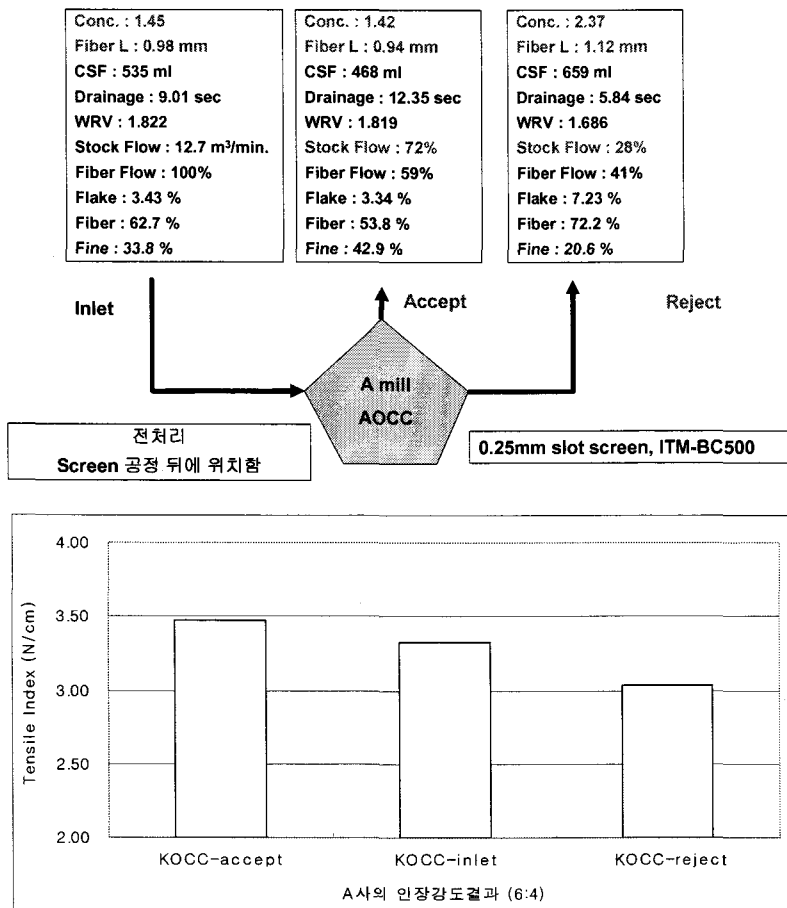 Conc. : 1.45
Fiber L : 0.98 mm
CSF : 535 ml
Drainage : 9.01 sec
WRV : 1.822
Stock Flow : 12.7 m³/min.
Fiber Flow : 100%
Flake : 3.43 %
Fiber : 62.7 %
Fine : 33.8 %
Conc. : 1.42
Fiber L : 0.94 mm
CSF : 468 ml
Drainage : 12.35 sec
WRV : 1.819
Stock Flow : 72%
Fiber Flow : 59%
Flake : 3.34 %
Fiber : 53.8 %
Fine : 42.9 %
Conc. : 2.37
Fiber L : 1.12 mm
CSF : 659 ml
Drainage : 5.84 sec
WRV : 1.686
Stock Flow : 28%
Fiber Flow : 41%
Flake : 7.23 %
Fiber : 72.2 %
Fine : 20.6 %
Inlet
Accept
Reject
A mill
AOCC
전처리
Screen 공정 뒤에 위치함
0.25mm slot screen, ITM-BC500
Tensile Index (N/cm)
4.00
3.50
3.00
2.50
2.00
KOCC-accept
KOCC-inlet
KOCC-reject
A사의 인장강도결과 (6:4)